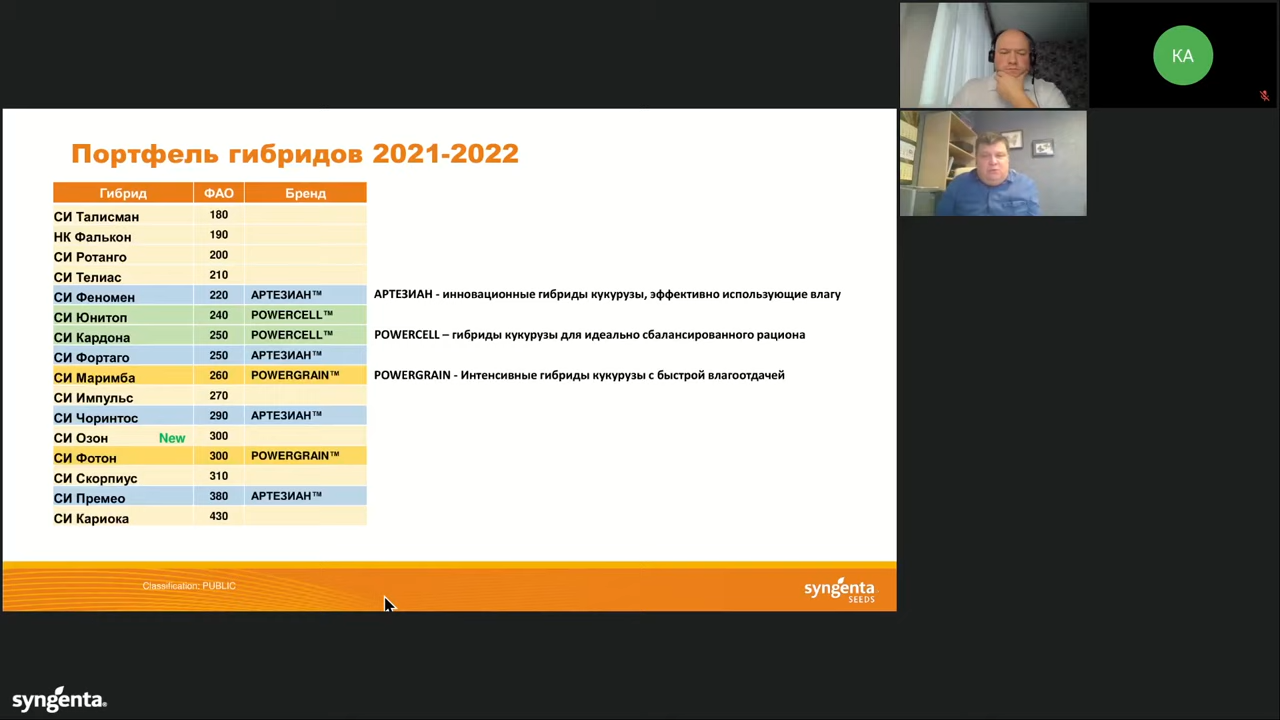 KA
Портфель гибридов 2021-2022
Гибрид ФАО Бренд
СИ Талисман 180
НК Фалькон 190
СИ Ротанго 200
СИ Телиас 210
СИ Феномен 220 АРТЕЗИАН™ АРТЕЗИАН - инновационные гибриды кукурузы, эффективно использующие влагу
СИ Юнитоп 240 POWERCELL™
СИ Кардона 250 POWERCELL™ POWERCELL – гибриды кукурузы для идеально сбалансированного рациона
СИ Фортаго 250 АРТЕЗИАН™
СИ Маримба 260 POWERGRAIN™ POWERGRAIN - Интенсивные гибриды кукурузы с быстрой влагоотдачей
СИ Импульс 270
СИ Чоринтос 290 АРТЕЗИАН™
СИ Озон New 300
СИ Фотон 300 POWERGRAIN™
СИ Скорпиус 310
СИ Премео 380 АРТЕЗИАН™
СИ Кариока 430
Classification: PUBLIC
syngenta
SEEDS
syngenta